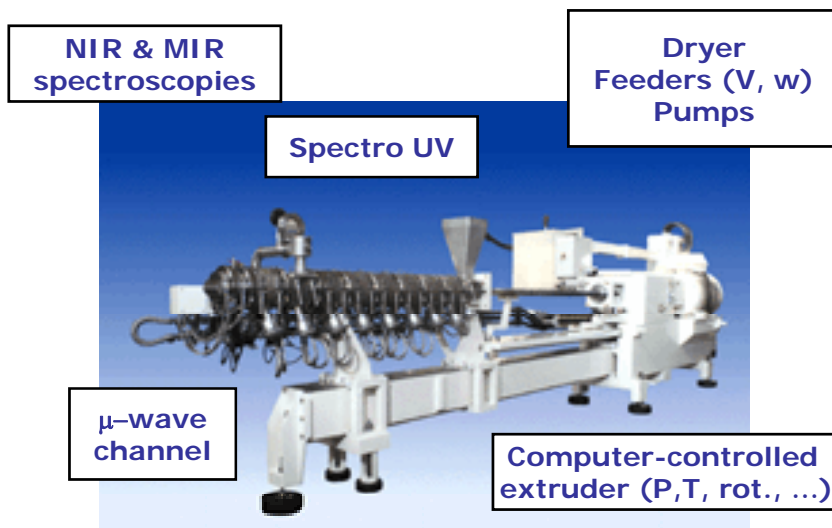 NIR & MIR
spectroscopies
Dryer
Feeders (V, w)
Pumps
Spectro UV
μ–wave
channel
Computer-controlled
extruder (P,T, rot., ...)